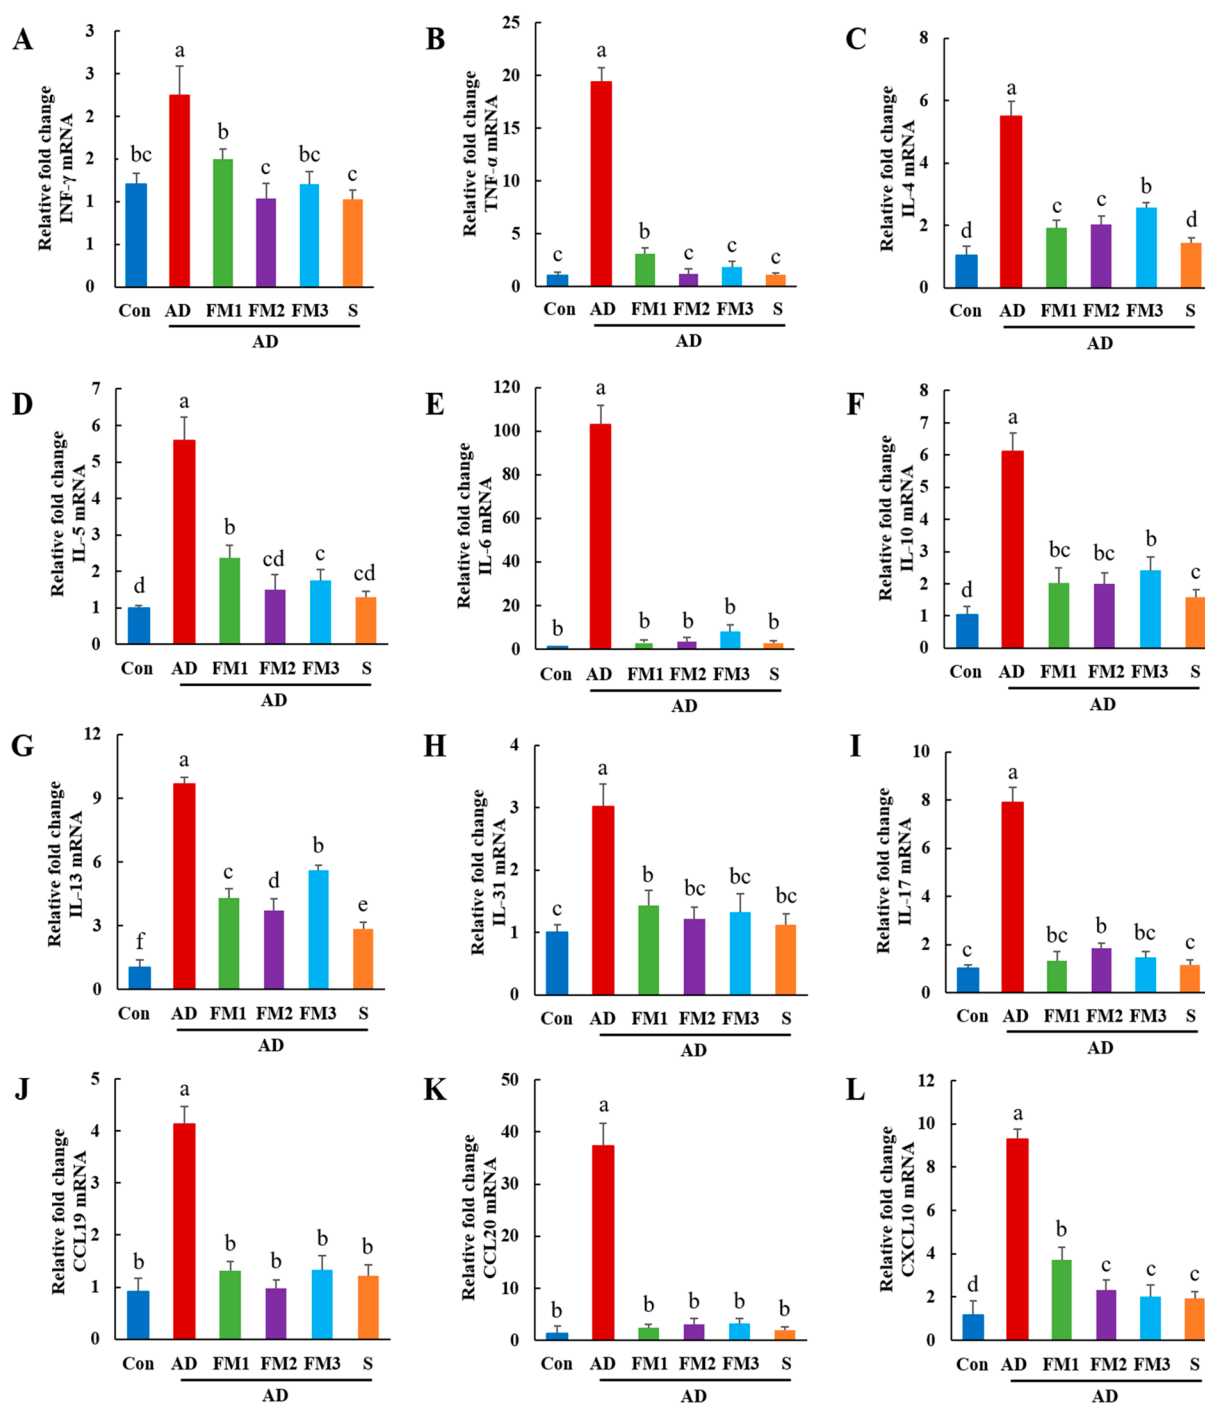 A
Relative fold change
INF-γ mRNA
3
3
2
2
1
1
0
bc
a
b
c
bc
c
Con AD FM1 FM2 FM3 S
AD
B
Relative fold change
TNF-α mRNA
25
20
15
10
5
0
c
a
b
c
c
c
Con AD FM1 FM2 FM3 S
AD
C
Relative fold change
IL-4 mRNA
8
6
4
2
0
d
a
c
c
b
d
Con AD FM1 FM2 FM3 S
AD
D
Relative fold change
IL-5 mRNA
7
6
5
4
3
2
1
0
d
a
b
cd
c
cd
Con AD FM1 FM2 FM3 S
AD
E
Relative fold change
IL-6 mRNA
120
100
80
60
40
20
0
b
a
b
b
b
b
Con AD FM1 FM2 FM3 S
AD
F
Relative fold change
IL-10 mRNA
8
7
6
5
4
3
2
1
0
d
a
bc
bc
b
c
Con AD FM1 FM2 FM3 S
AD
G
Relative fold change
IL-13 mRNA
12
9
6
3
0
f
a
c
d
b
e
Con AD FM1 FM2 FM3 S
AD
H
Relative fold change
IL-31 mRNA
4
3
2
1
0
c
a
b
bc
bc
bc
Con AD FM1 FM2 FM3 S
AD
I
Relative fold change
IL-17 mRNA
10
8
6
4
2
0
c
a
bc
b
bc
c
Con AD FM1 FM2 FM3 S
AD
J
Relative fold change
CCL19 mRNA
5
4
3
2
1
0
b
a
b
b
b
b
Con AD FM1 FM2 FM3 S
AD
K
Relative fold change
CCL20 mRNA
50
40
30
20
10
0
b
a
b
b
b
b
Con AD FM1 FM2 FM3 S
AD
L
Relative fold change
CXCL10 mRNA
12
10
8
6
4
2
0
d
a
b
c
c
c
Con AD FM1 FM2 FM3 S
AD